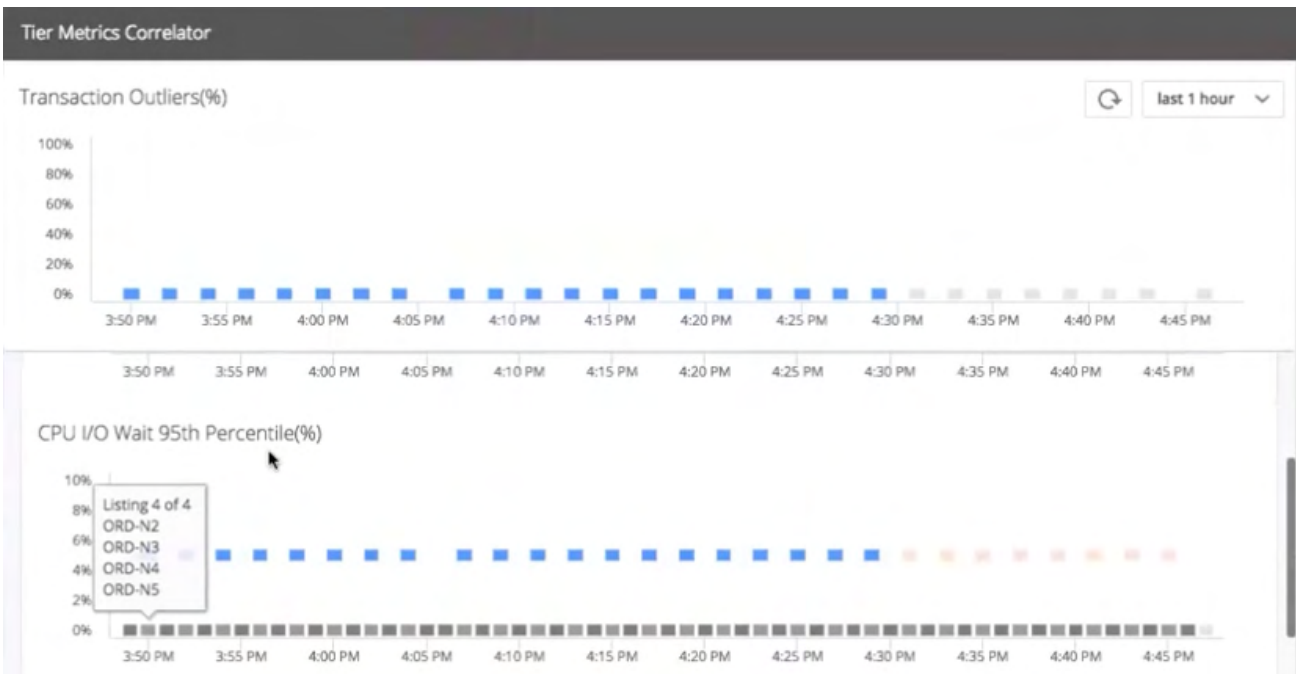 Tier Metrics Correlator
Transaction Outliers(%)
last 1 hour
100%
80%
60%
40%
20%
0%
3:50 PM 3:55 PM 4:00 PM 4:05 PM 4:10 PM 4:15 PM 4:20 PM 4:25 PM 4:30 PM 4:35 PM 4:40 PM 4:45 PM
3:50 PM 3:55 PM 4:00 PM 4:05 PM 4:10 PM 4:15 PM 4:20 PM 4:25 PM 4:30 PM 4:35 PM 4:40 PM 4:45 PM
CPU I/O Wait 95th Percentile(%)
10%
8%
6%
4%
2%
0%
Listing 4 of 4
ORD-N2
ORD-N3
ORD-N4
ORD-N5
3:50 PM 3:55 PM 4:00 PM 4:05 PM 4:10 PM 4:15 PM 4:20 PM 4:25 PM 4:30 PM 4:35 PM 4:40 PM 4:45 PM